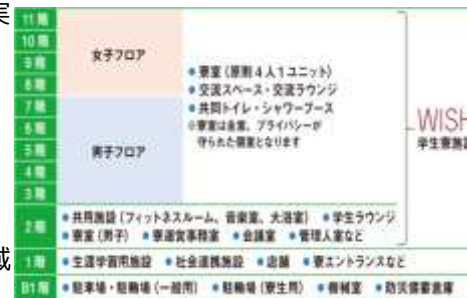 実
11階
10階
9階
8階
7階
6階
5階
4階
3階
2階
1階
B1階
女子フロア
男子フロア
●寮室（原則4人1ユニット）
●交流スペース・交流ラウンジ
●共同トイレ・シャワーブース
※寮室は全室、プライバシーが
守られた個室となります
WISH
学生寮施設
●共用施設（フィットネスルーム、音楽室、大浴室） ●学生ラウンジ
●寮室（男子） ●寮運営事務室 ●会議室 ●管理人室など
域
●生涯学習用施設 ●社会連携施設 ●店舗 ●寮エントランスなど
●駐車場・駐輪場（一般用） ●駐輪場（寮生用） ●機械室 ●防災備蓄倉庫